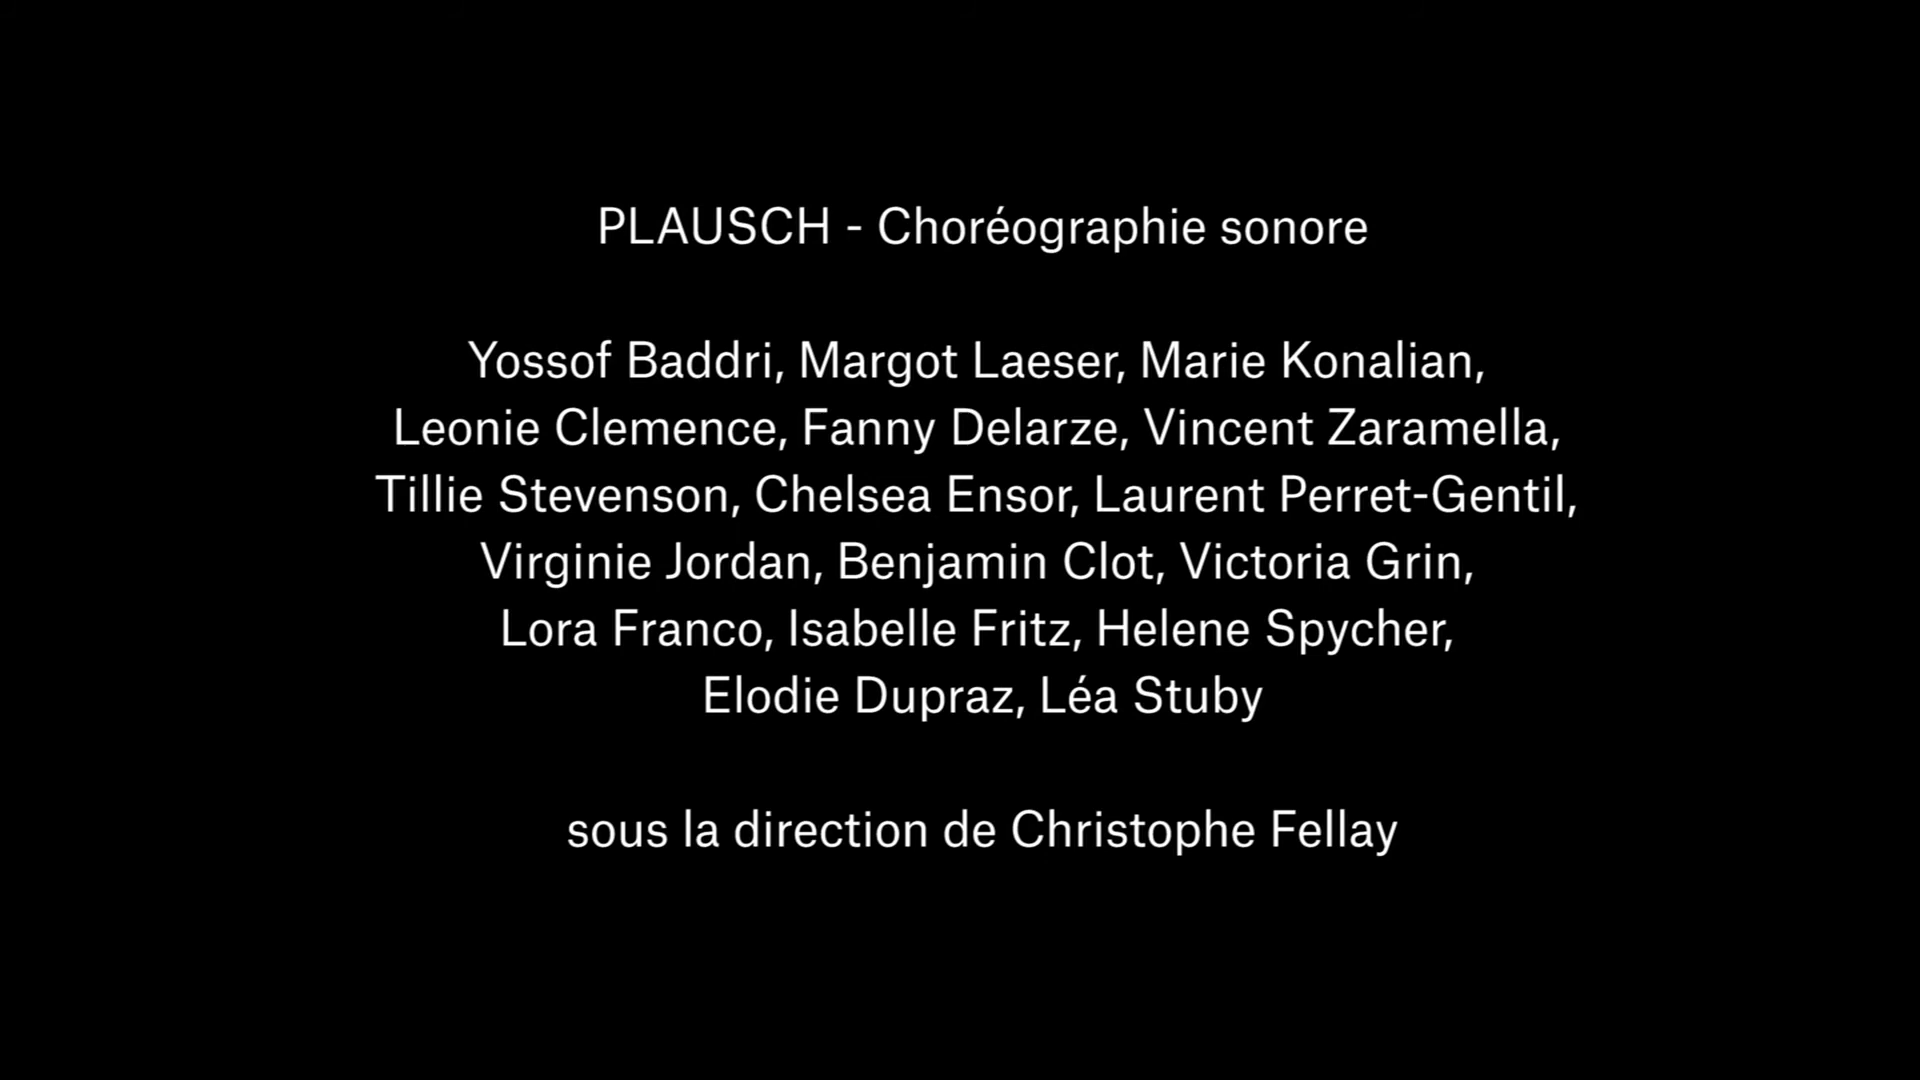 PLAUSCH - Choréographie sonore
Yossof Baddri, Margot Laeser, Marie Konalian,
Leonie Clemence, Fanny Delarze, Vincent Zaramella,
Tillie Stevenson, Chelsea Ensor, Laurent Perret-Gentil,
Virginie Jordan, Benjamin Clot, Victoria Grin,
Lora Franco, Isabelle Fritz, Helene Spycher,
Elodie Dupraz, Léa Stuby
sous la direction de Christophe Fellay